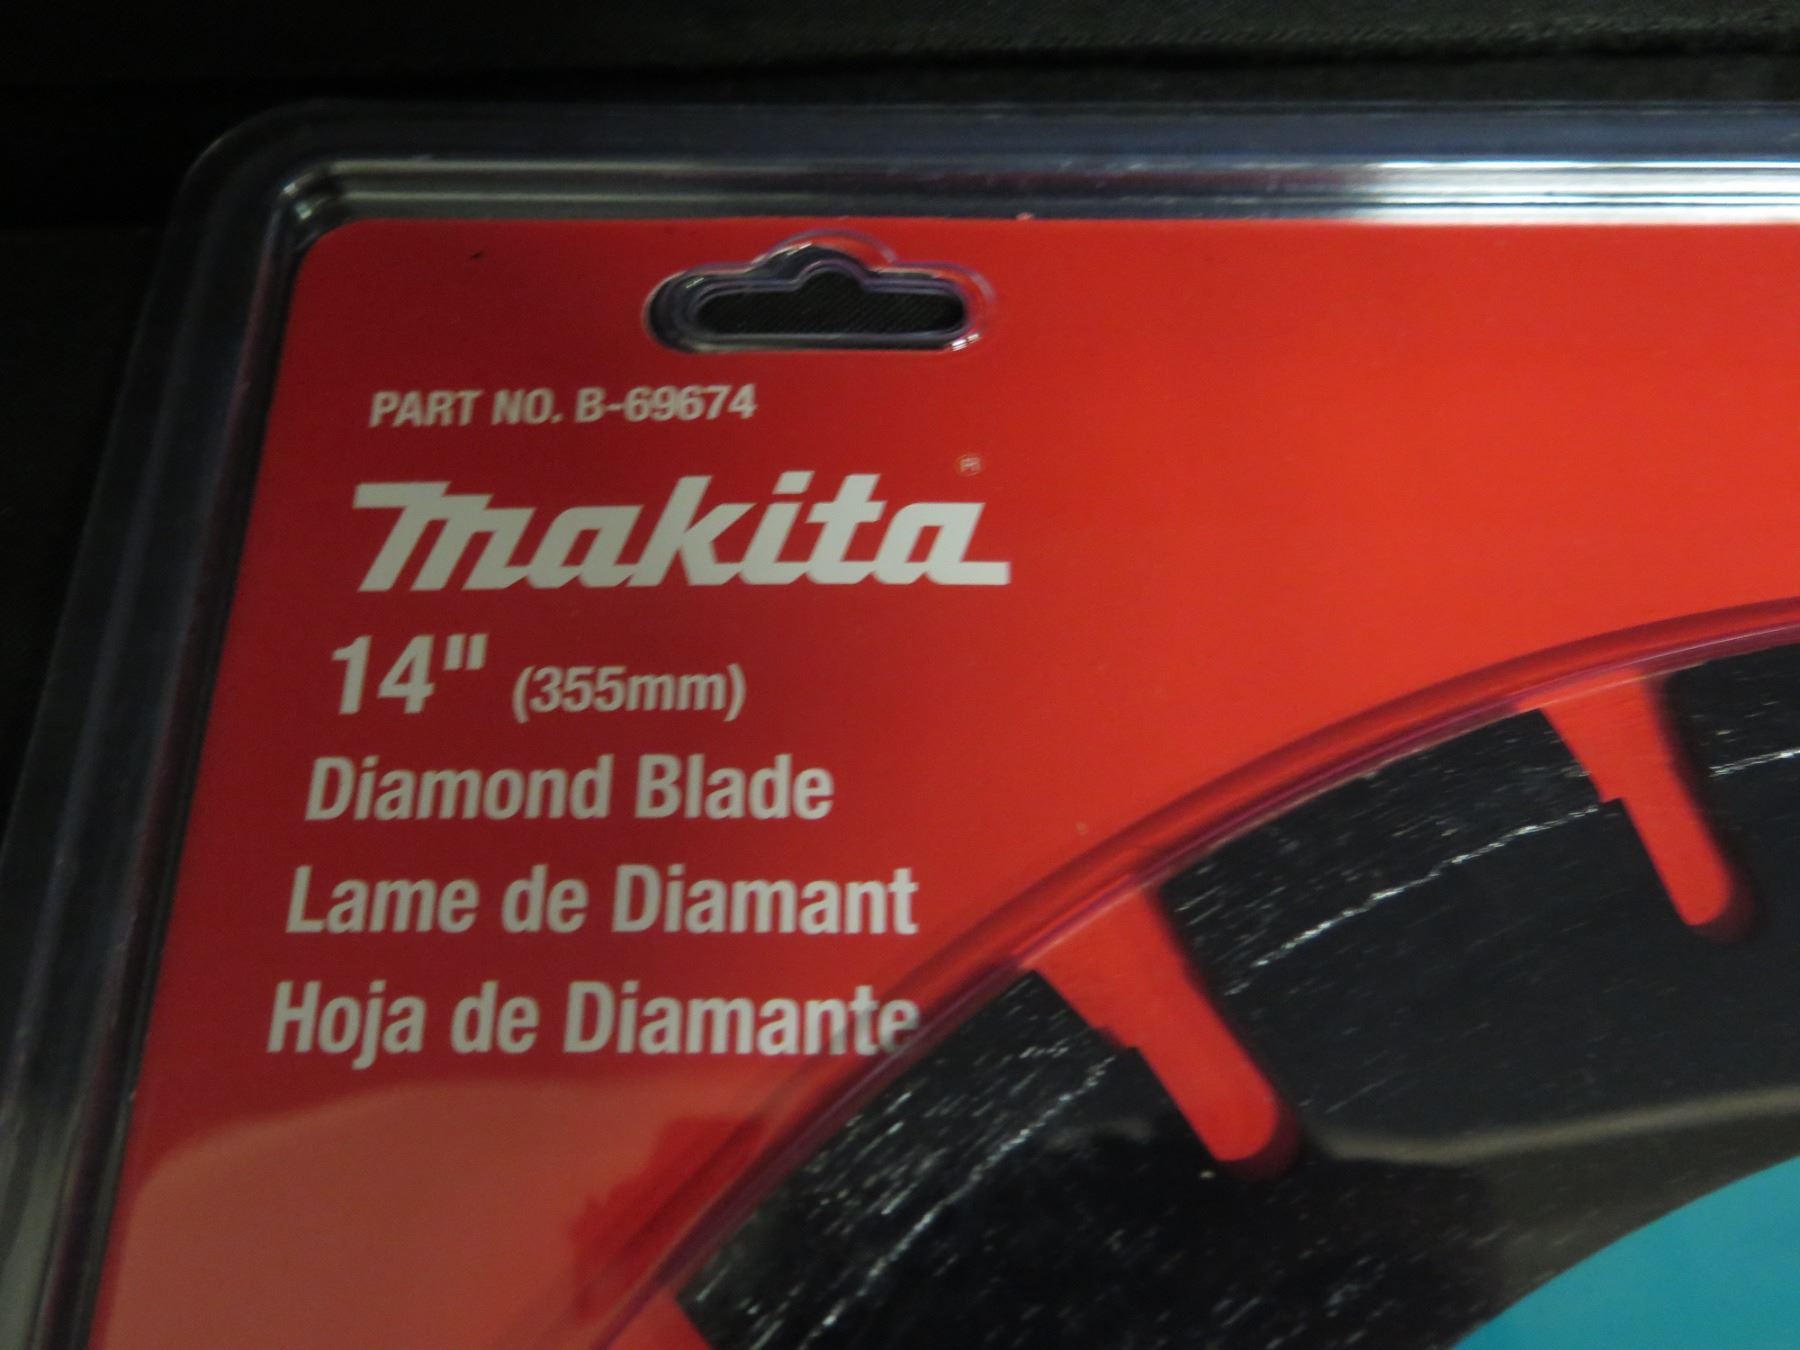 PART NO. B-69674
makita ®
14" (355mm)
Diamond Blade
Lame de Diamant
Hoja de Diamante